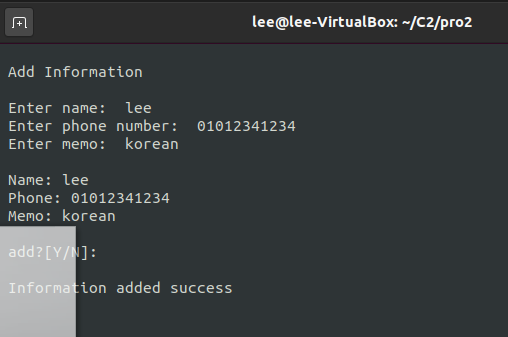 lee@lee-VirtualBox: ~/C2/pro2
Add Information
Enter name:  lee
Enter phone number:  01012341234
Enter memo:  korean
Name: lee
Phone: 01012341234
Memo: korean
add?[Y/N]:
Information added success